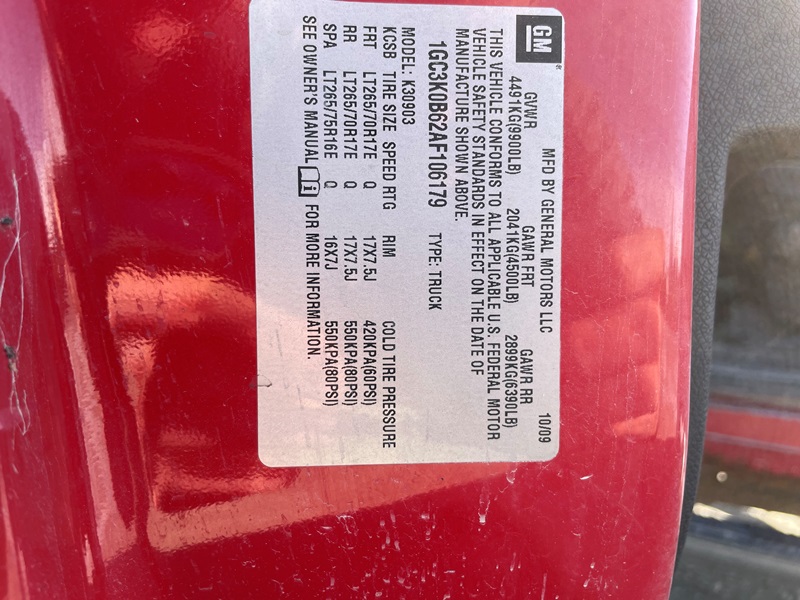 GM
MFD BY GENERAL MOTORS LLC 10/09
GVWR GAWR FRT GAWR RR
4491KG(9900LB) 2041KG(4500LB) 2899KG(6390LB)
THIS VEHICLE CONFORMS TO ALL APPLICABLE U.S. FEDERAL MOTOR
VEHICLE SAFETY STANDARDS IN EFFECT ON THE DATE OF
MANUFACTURE SHOWN ABOVE.
1GC3K0B62AF106179 TYPE: TRUCK
MODEL: K30903
KCSB TIRE SIZE SPEED RTG RIM COLD TIRE PRESSURE
FRT LT265/70R17E Q 17X7.5J 420KPA(60PSI)
RR LT265/70R17E Q 17X7.5J 550KPA(80PSI)
SPA LT265/75R16E Q 16X7J 550KPA(80PSI)
SEE OWNER'S MANUAL FOR MORE INFORMATION.